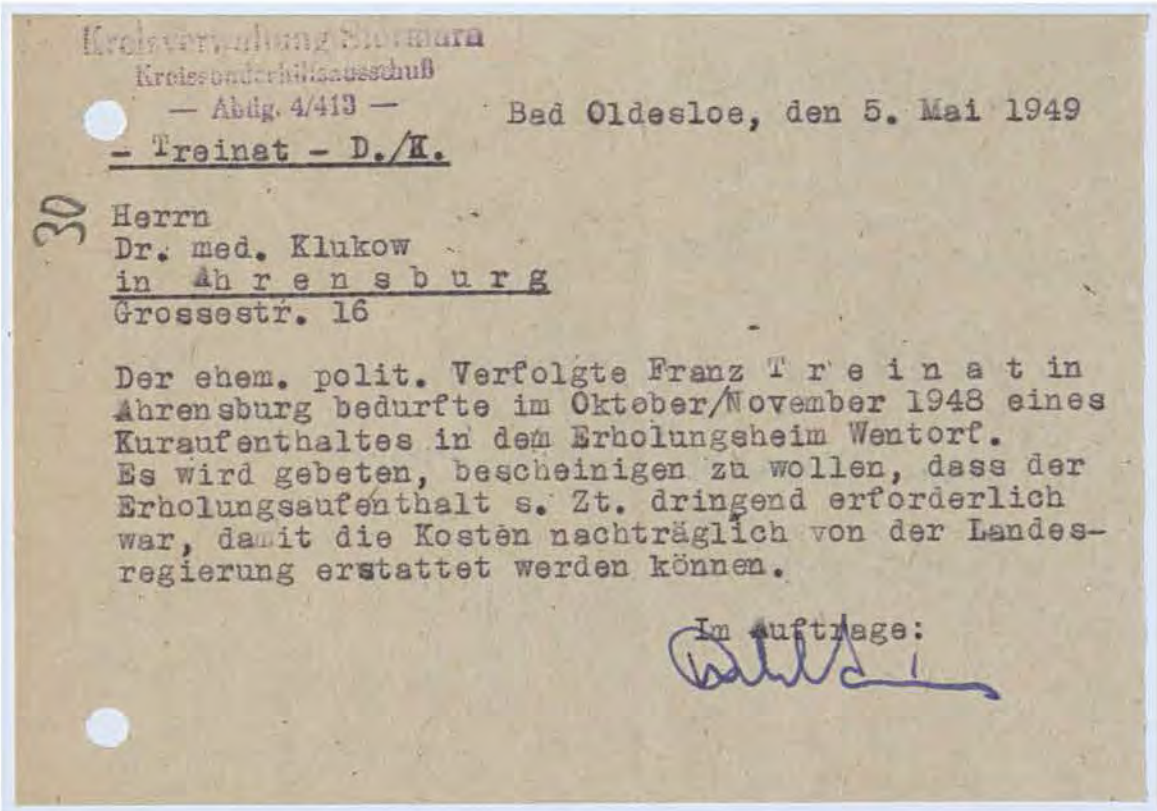 Kreisverwaltung Stormarn
Kreissonderhilfsausschuß
— Abtlg. 4/413 —
Bad Oldesloe, den 5. Mai 1949
- Treinat - D./K.
30
Herrn
Dr. med. Klukow
in Ahrensburg
Grossestr. 16
Der ehem. polit. Verfolgte Franz T r e i n a t in
Ahrensburg bedurfte im Oktober/November 1948 eines
Kuraufenthaltes in dem Erholungsheim Wentorf.
Es wird gebeten, bescheinigen zu wollen, dass der
Erholungsaufenthalt s. Zt. dringend erforderlich
war, damit die Kosten nachträglich von der Landes-
regierung erstattet werden können.
Im Auftrage: